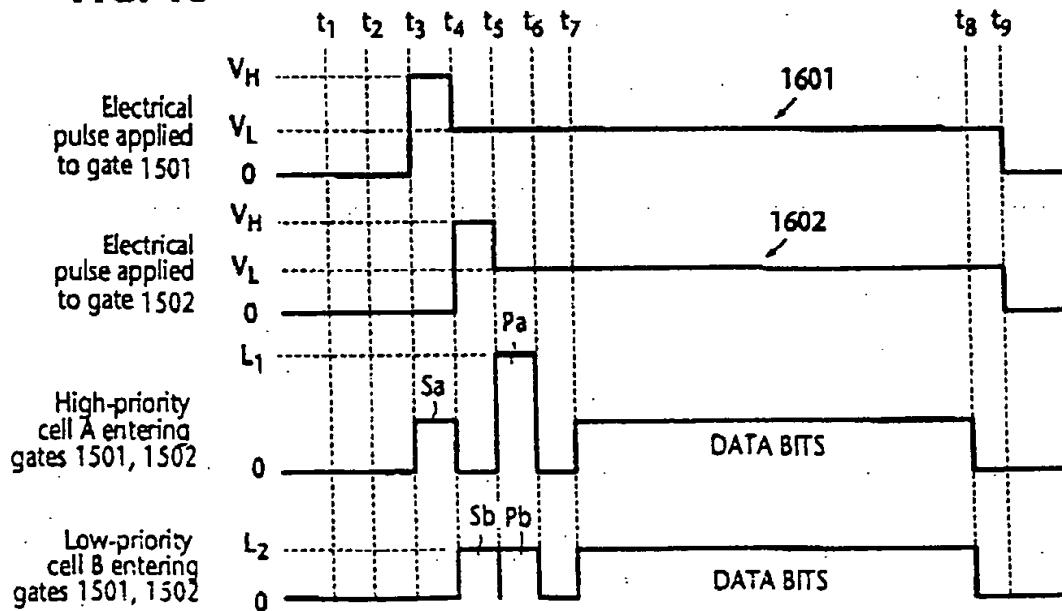 t1 t2 t3 t4 t5 t6 t7 t8 t9
VH
1601
Electrical
pulse applied
to gate 1501
VL
0
VH
1602
Electrical
pulse applied
to gate 1502
VL
0
Pa
L1
Sa
High-priority
cell A entering
gates 1501, 1502
DATA BITS
0
Sb Pb
Low-priority
cell B entering
gates 1501, 1502
L2
DATA BITS
0